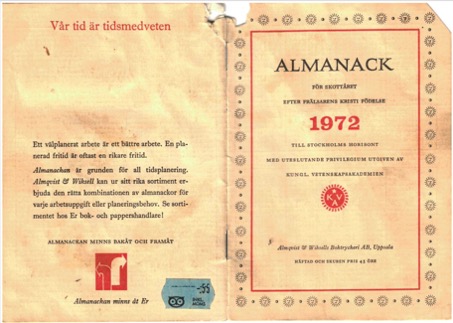 Vår tid är tidsmedveten
Ett välplanerat arbete är ett bättre arbete. En pla-
nerad fritid är oftast en rikare fritid.
Almanackan är grunden för all tidsplanering.
Almqvist & Wiksell kan ur sitt rika sortiment er-
bjuda den rätta kombinationen av almanackor för
varje arbetsuppgift eller planeringsbehov. Se sorti-
mentet hos Er bok- och pappershandlare!
ALMANACKAN MINNS BAKÅT OCH FRAMÅT
Almanackan minns åt Er
-55
ALMANACK
FÖR SKOTTÅRET
EFTER FRÄLSARENS KRISTI FÖDELSE
1972
TILL STOCKHOLMS HORISONT
MED UTESLUTANDE PRIVILEGIUM UTGIVEN AV
KUNGL. VETENSKAPSAKADEMIEN
Almqvist & Wiksells Boktryckeri AB, Uppsala
HÄFTAD OCH SKUREN PRIS 45 ÖRE